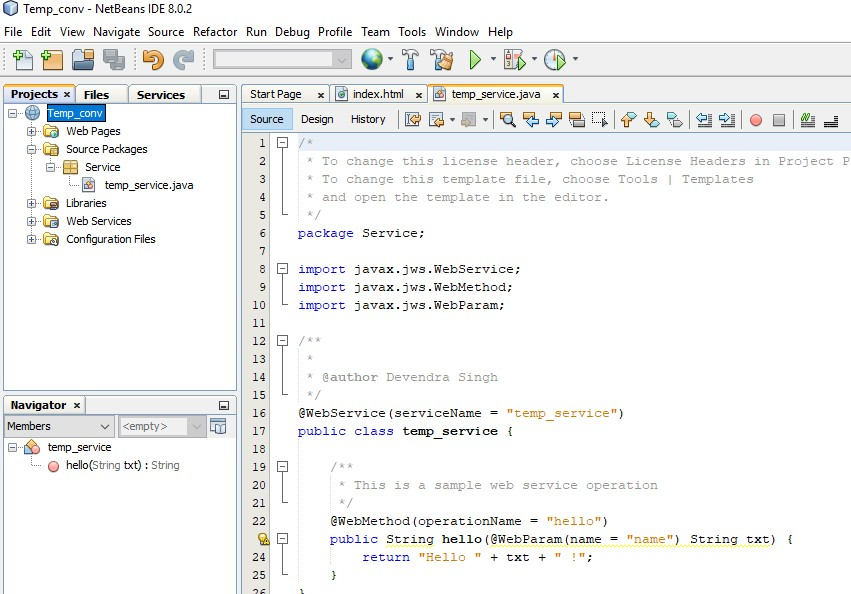 Temp_conv - NetBeans IDE 8.0.2
File Edit View Navigate Source Refactor Run Debug Profile Team Tools Window Help
Projects × Files Services
Temp_conv
Web Pages
Source Packages
Service
temp_service.java
Libraries
Web Services
Configuration Files
Navigator ×
Members <empty>
temp_service
hello(String txt) : String
Start Page × index.html × temp_service.java ×
Source Design History
1 /*
2 * To change this license header, choose License Headers in Project P
3 * To change this template file, choose Tools | Templates
4 * and open the template in the editor.
5 */
6 package Service;
7
8 import javax.jws.WebService;
9 import javax.jws.WebMethod;
10 import javax.jws.WebParam;
11
12 /**
13 *
14 * @author Devendra Singh
15 */
16 @WebService(serviceName = "temp_service")
17 public class temp_service {
18
19 /**
20 * This is a sample web service operation
21 */
22 @WebMethod(operationName = "hello")
public String hello(@WebParam(name = "name") String txt) {
24 return "Hello " + txt + " !";
25 }
26 }